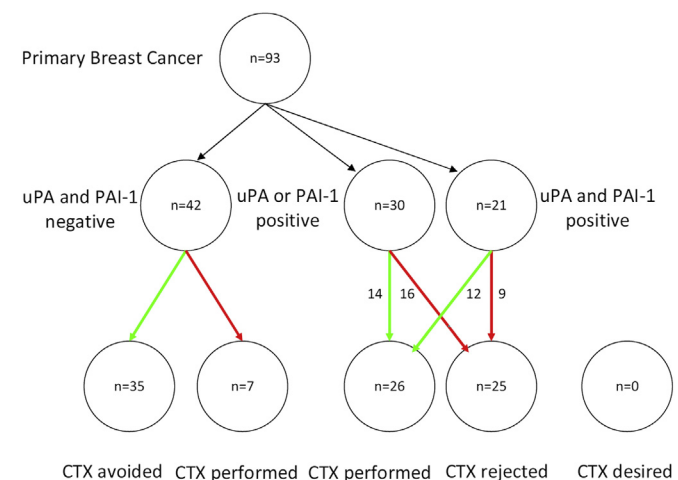 Primary Breast Cancer
n=93
uPA and PAI-1
negative
n=42
uPA or PAI-1
positive
n=30
n=21
uPA and PAI-1
positive
14
16
12
9
n=35
n=7
n=26
n=25
n=0
CTX avoided
CTX performed
CTX performed
CTX rejected
CTX desired